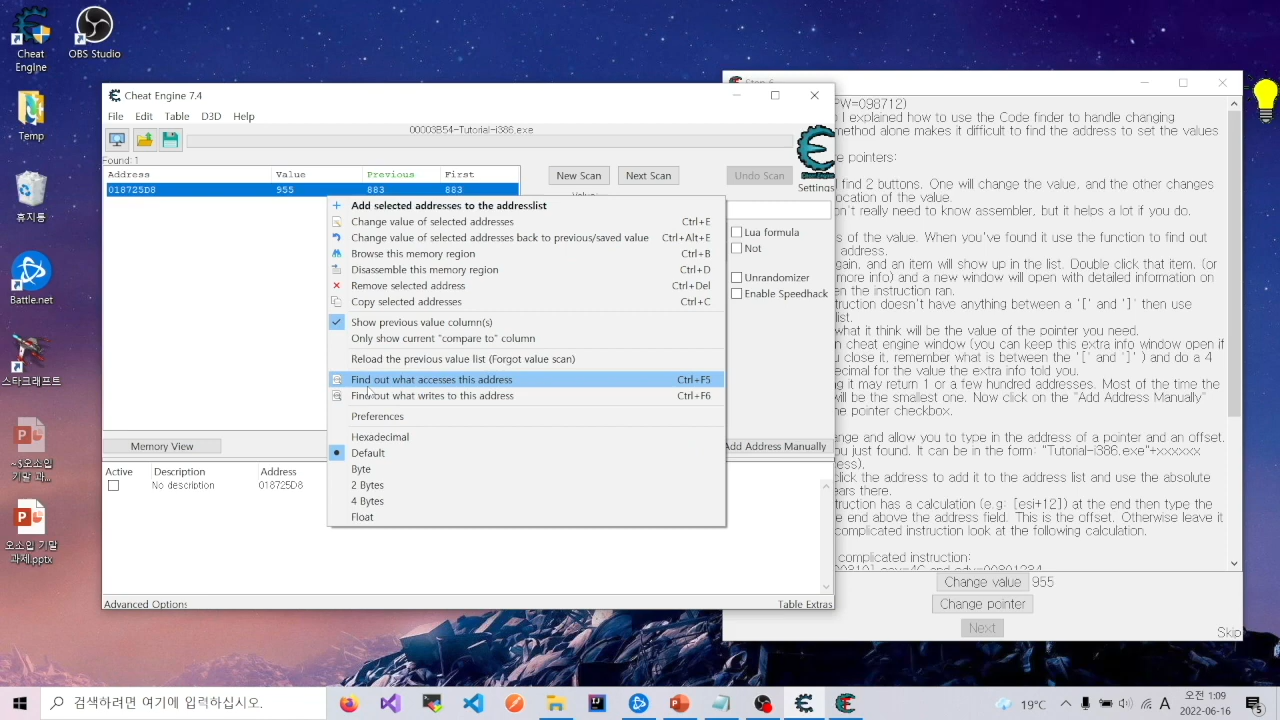 Cheat
Engine
OBS Studio
Temp
휴지통
Battle.net
스타크래프트
~$오소입
기말 과...
오소입 기말
과제.pptx
Cheat Engine 7.4
File Edit Table D3D Help
00003B54-Tutorial-i386.exe
Found: 1
Address Value Previous First
018725D8 955 883 883
New Scan Next Scan Undo Scan
Settings
Lua formula
Not
Unrandomizer
Enable Speedhack
Add selected addresses to the addresslist
Change value of selected addresses Ctrl+E
Change value of selected addresses back to previous/saved value Ctrl+Alt+E
Browse this memory region Ctrl+B
Disassemble this memory region Ctrl+D
Remove selected address Ctrl+Del
Copy selected addresses Ctrl+C
Show previous value column(s)
Only show current "compare to" column
Reload the previous value list (Forgot value scan)
Find out what accesses this address Ctrl+F5
Find out what writes to this address Ctrl+F6
Preferences
Hexadecimal
Default
Byte
2 Bytes
4 Bytes
Float
Memory View
Add Address Manually
Active Description Address
No description 018725D8
Advanced Options Table Extras
PW=098712)
I explained how to use the Code finder to handle changing
method alone makes it difficult to find the address to set the values
e pointers:
find 2 buttons. One will change the value, and the other changes
ocation of the value.
on't really need to know assembler, but it helps a lot if you do.
s of the value. When you've found it use the function to find out
address.
gain, and an item will show up in the list. Double click that item. (or
more info) and a new window will open with detailed information on
en the instruction ran.
truction doesn't have anything between a '[' and ']' then use
list.
what it think will be the value of the pointer you need.
n cheat engine window (you can keep this extra info window open if
u close it, remember what is between the '[' and ']' ) and do a 4
decimal for the value the extra info told you.
g it may return 1 or a few hundred addresses. Most of the time
will be the smallest one. Now click on the "Add Address Manually"
he pointer checkbox.
nge and allow you to type in the address of a pointer and an offset.
ou just found. It can be in the form: "Tutorial-i386.exe"+xxxxxx
ess).
click the address to add it to the address list and use the absolute
ears there.
truction has a calculation (e.g: [esi+12]) at the end then type the
e end above the address field. This is the offset. Otherwise leave it
complicated instruction look at the following calculation.
complicated instruction:
Change value 955
Change pointer
Next
Skip
검색하려면 여기에 입력하십시오.
19°C
A
오전 1:09
2022-06-16
5